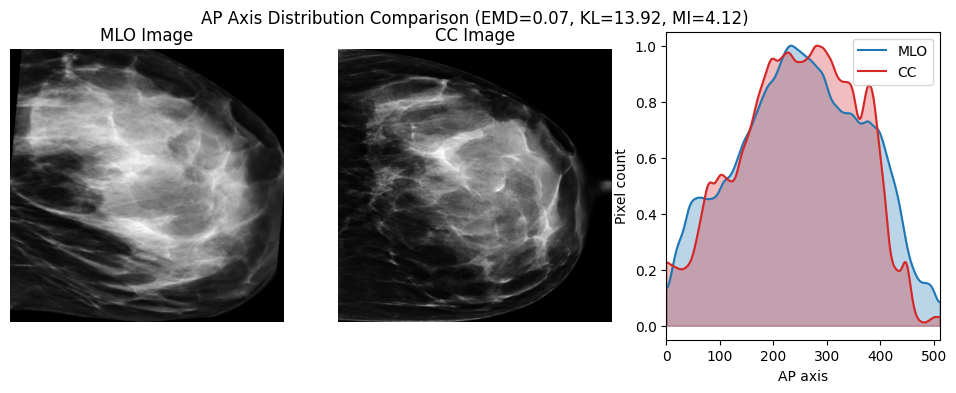 AP Axis Distribution Comparison (EMD=0.07, KL=13.92, MI=4.12)
MLO Image
CC Image
MLO
CC
Pixel count
1.0
0.8
0.6
0.4
0.2
0.0
0 100 200 300 400 500
AP axis